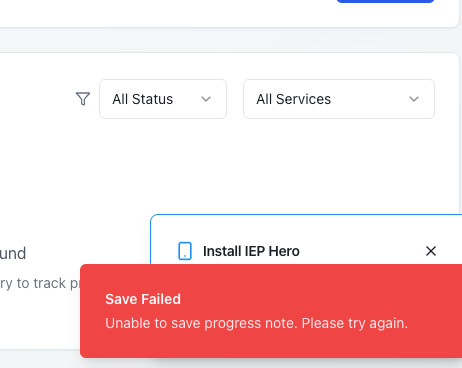 All Status
All Services
und
Install IEP Hero
ry to track p
Save Failed
Unable to save progress note. Please try again.